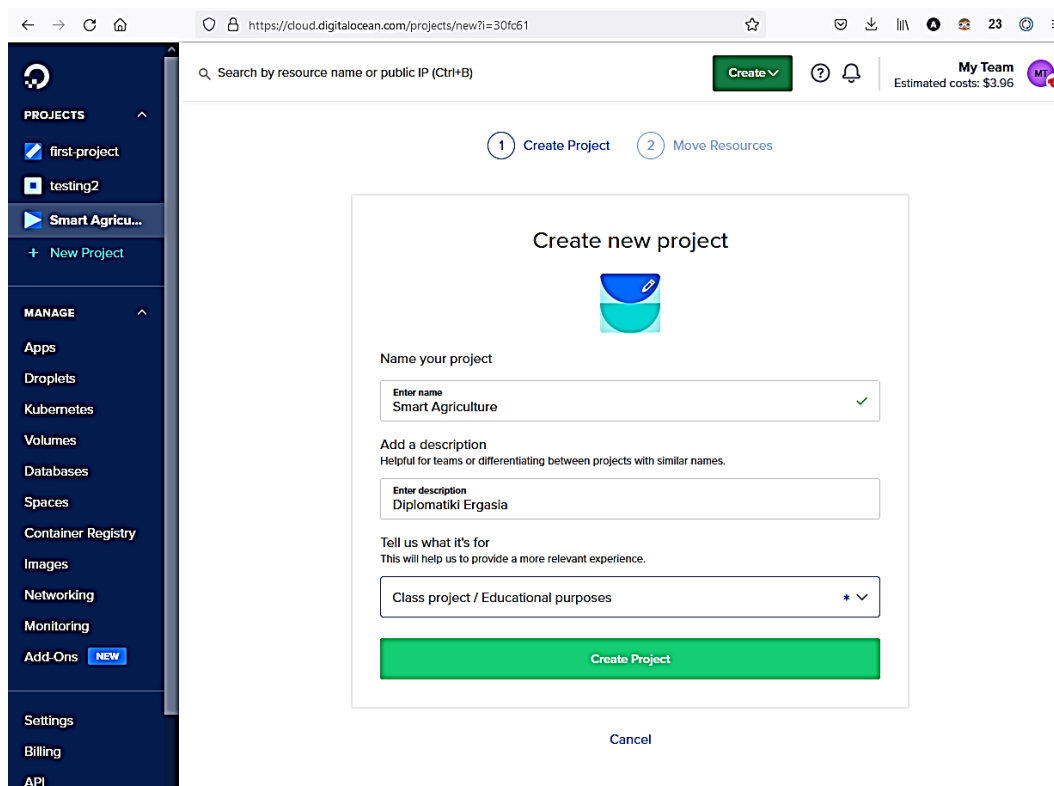 https://cloud.digitalocean.com/projects/new?i=30fc61
23
Search by resource name or public IP (Ctrl+B)
Create
My Team
Estimated costs: $3.96
MT
PROJECTS
first-project
testing2
Smart Agricu...
+ New Project
MANAGE
Apps
Droplets
Kubernetes
Volumes
Databases
Spaces
Container Registry
Images
Networking
Monitoring
Add-Ons NEW
Settings
Billing
API
1 Create Project 2 Move Resources
Create new project
Name your project
Enter name
Smart Agriculture
Add a description
Helpful for teams or differentiating between projects with similar names.
Enter description
Diplomatiki Ergasia
Tell us what it's for
This will help us to provide a more relevant experience.
Class project / Educational purposes *
Create Project
Cancel